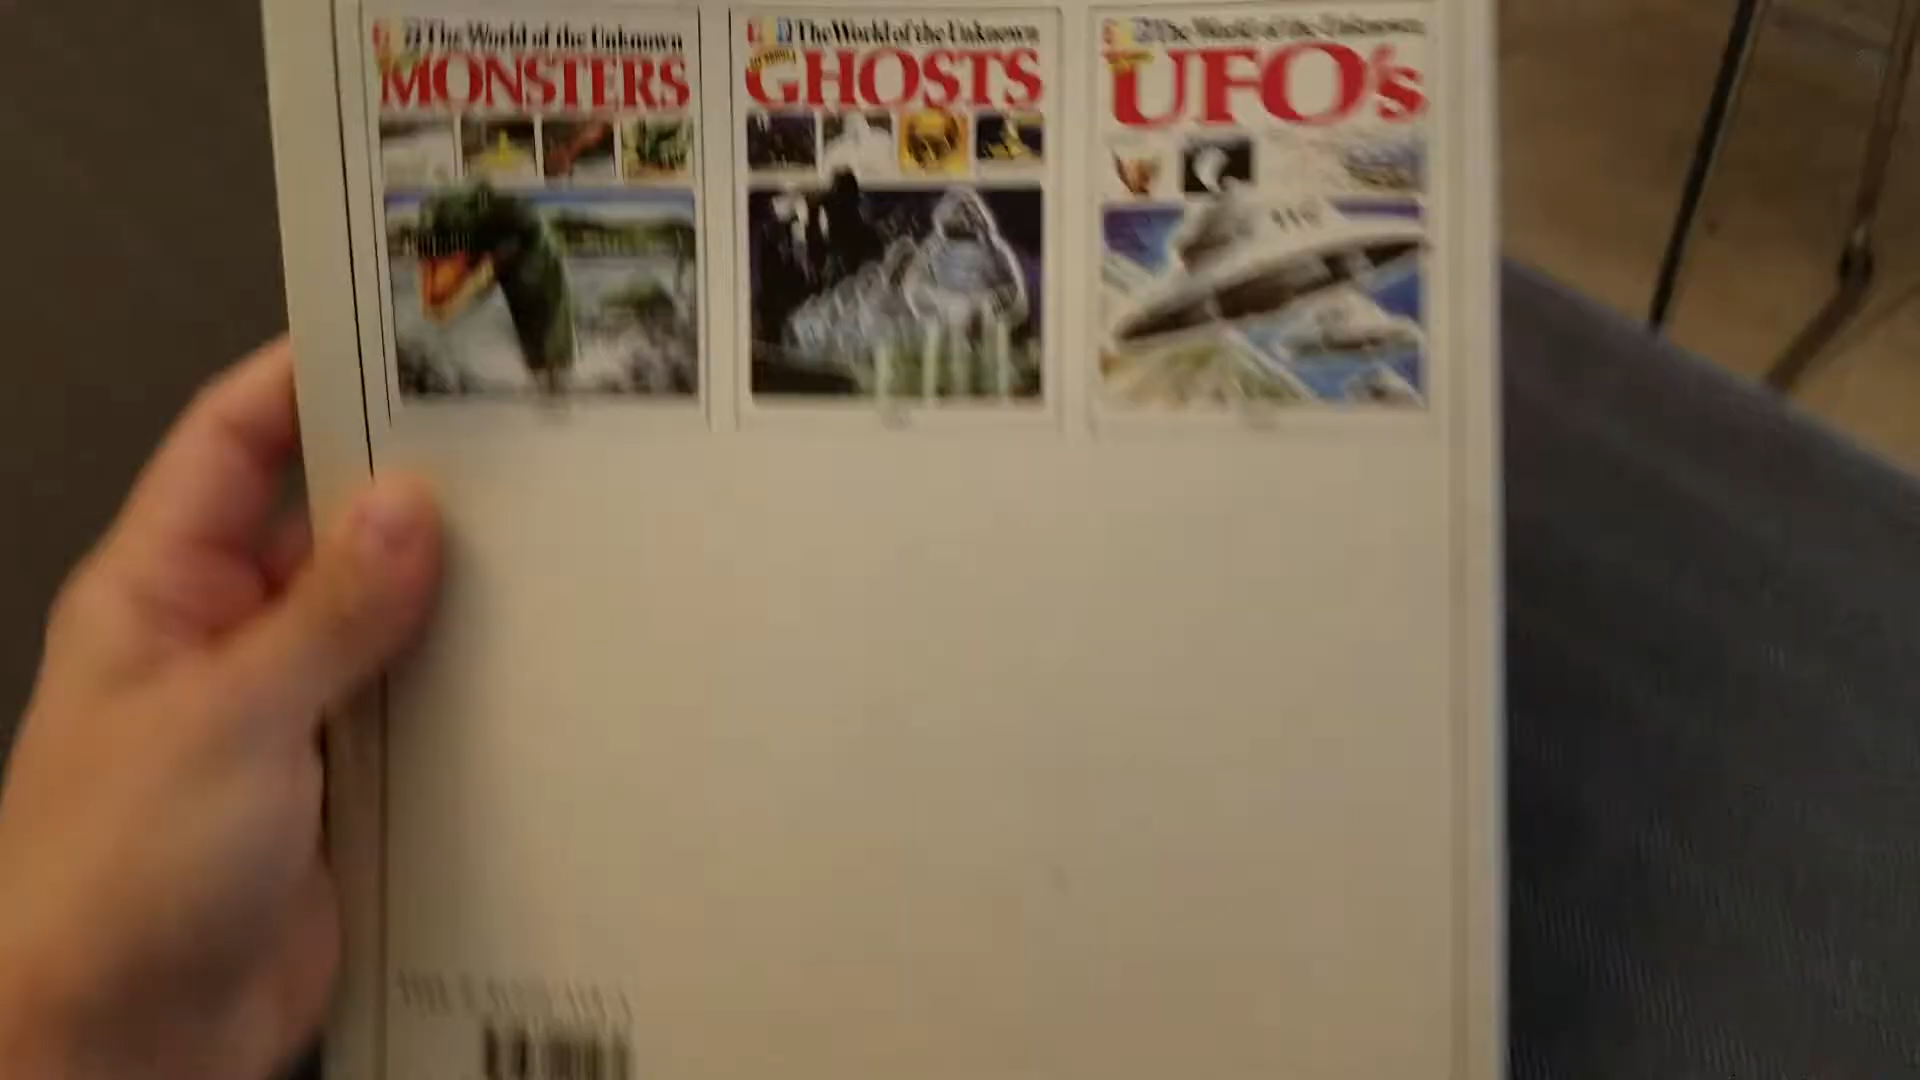 The World of the Unknown
MONSTERS
The World of the Unknown
GHOSTS
The World of the Unknown
UFO's